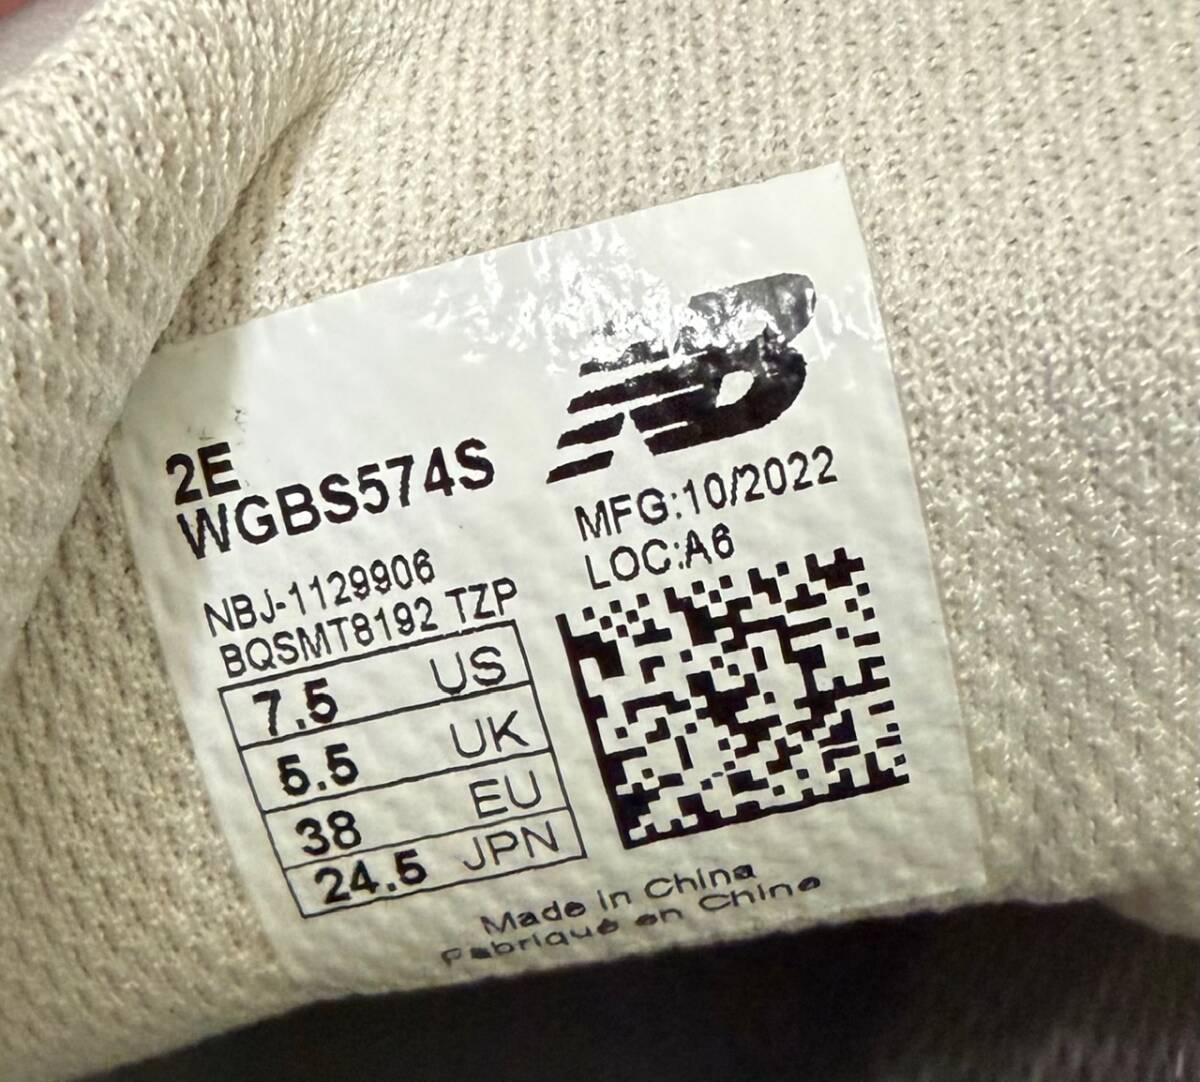 2E
WGBS574S
NBJ-1129906
BQSMT8192 TZP
7.5 US
5.5 UK
38 EU
24.5 JPN
NB
MFG:10/2022
LOC:A6
Made in China
Fabriqué en Chine